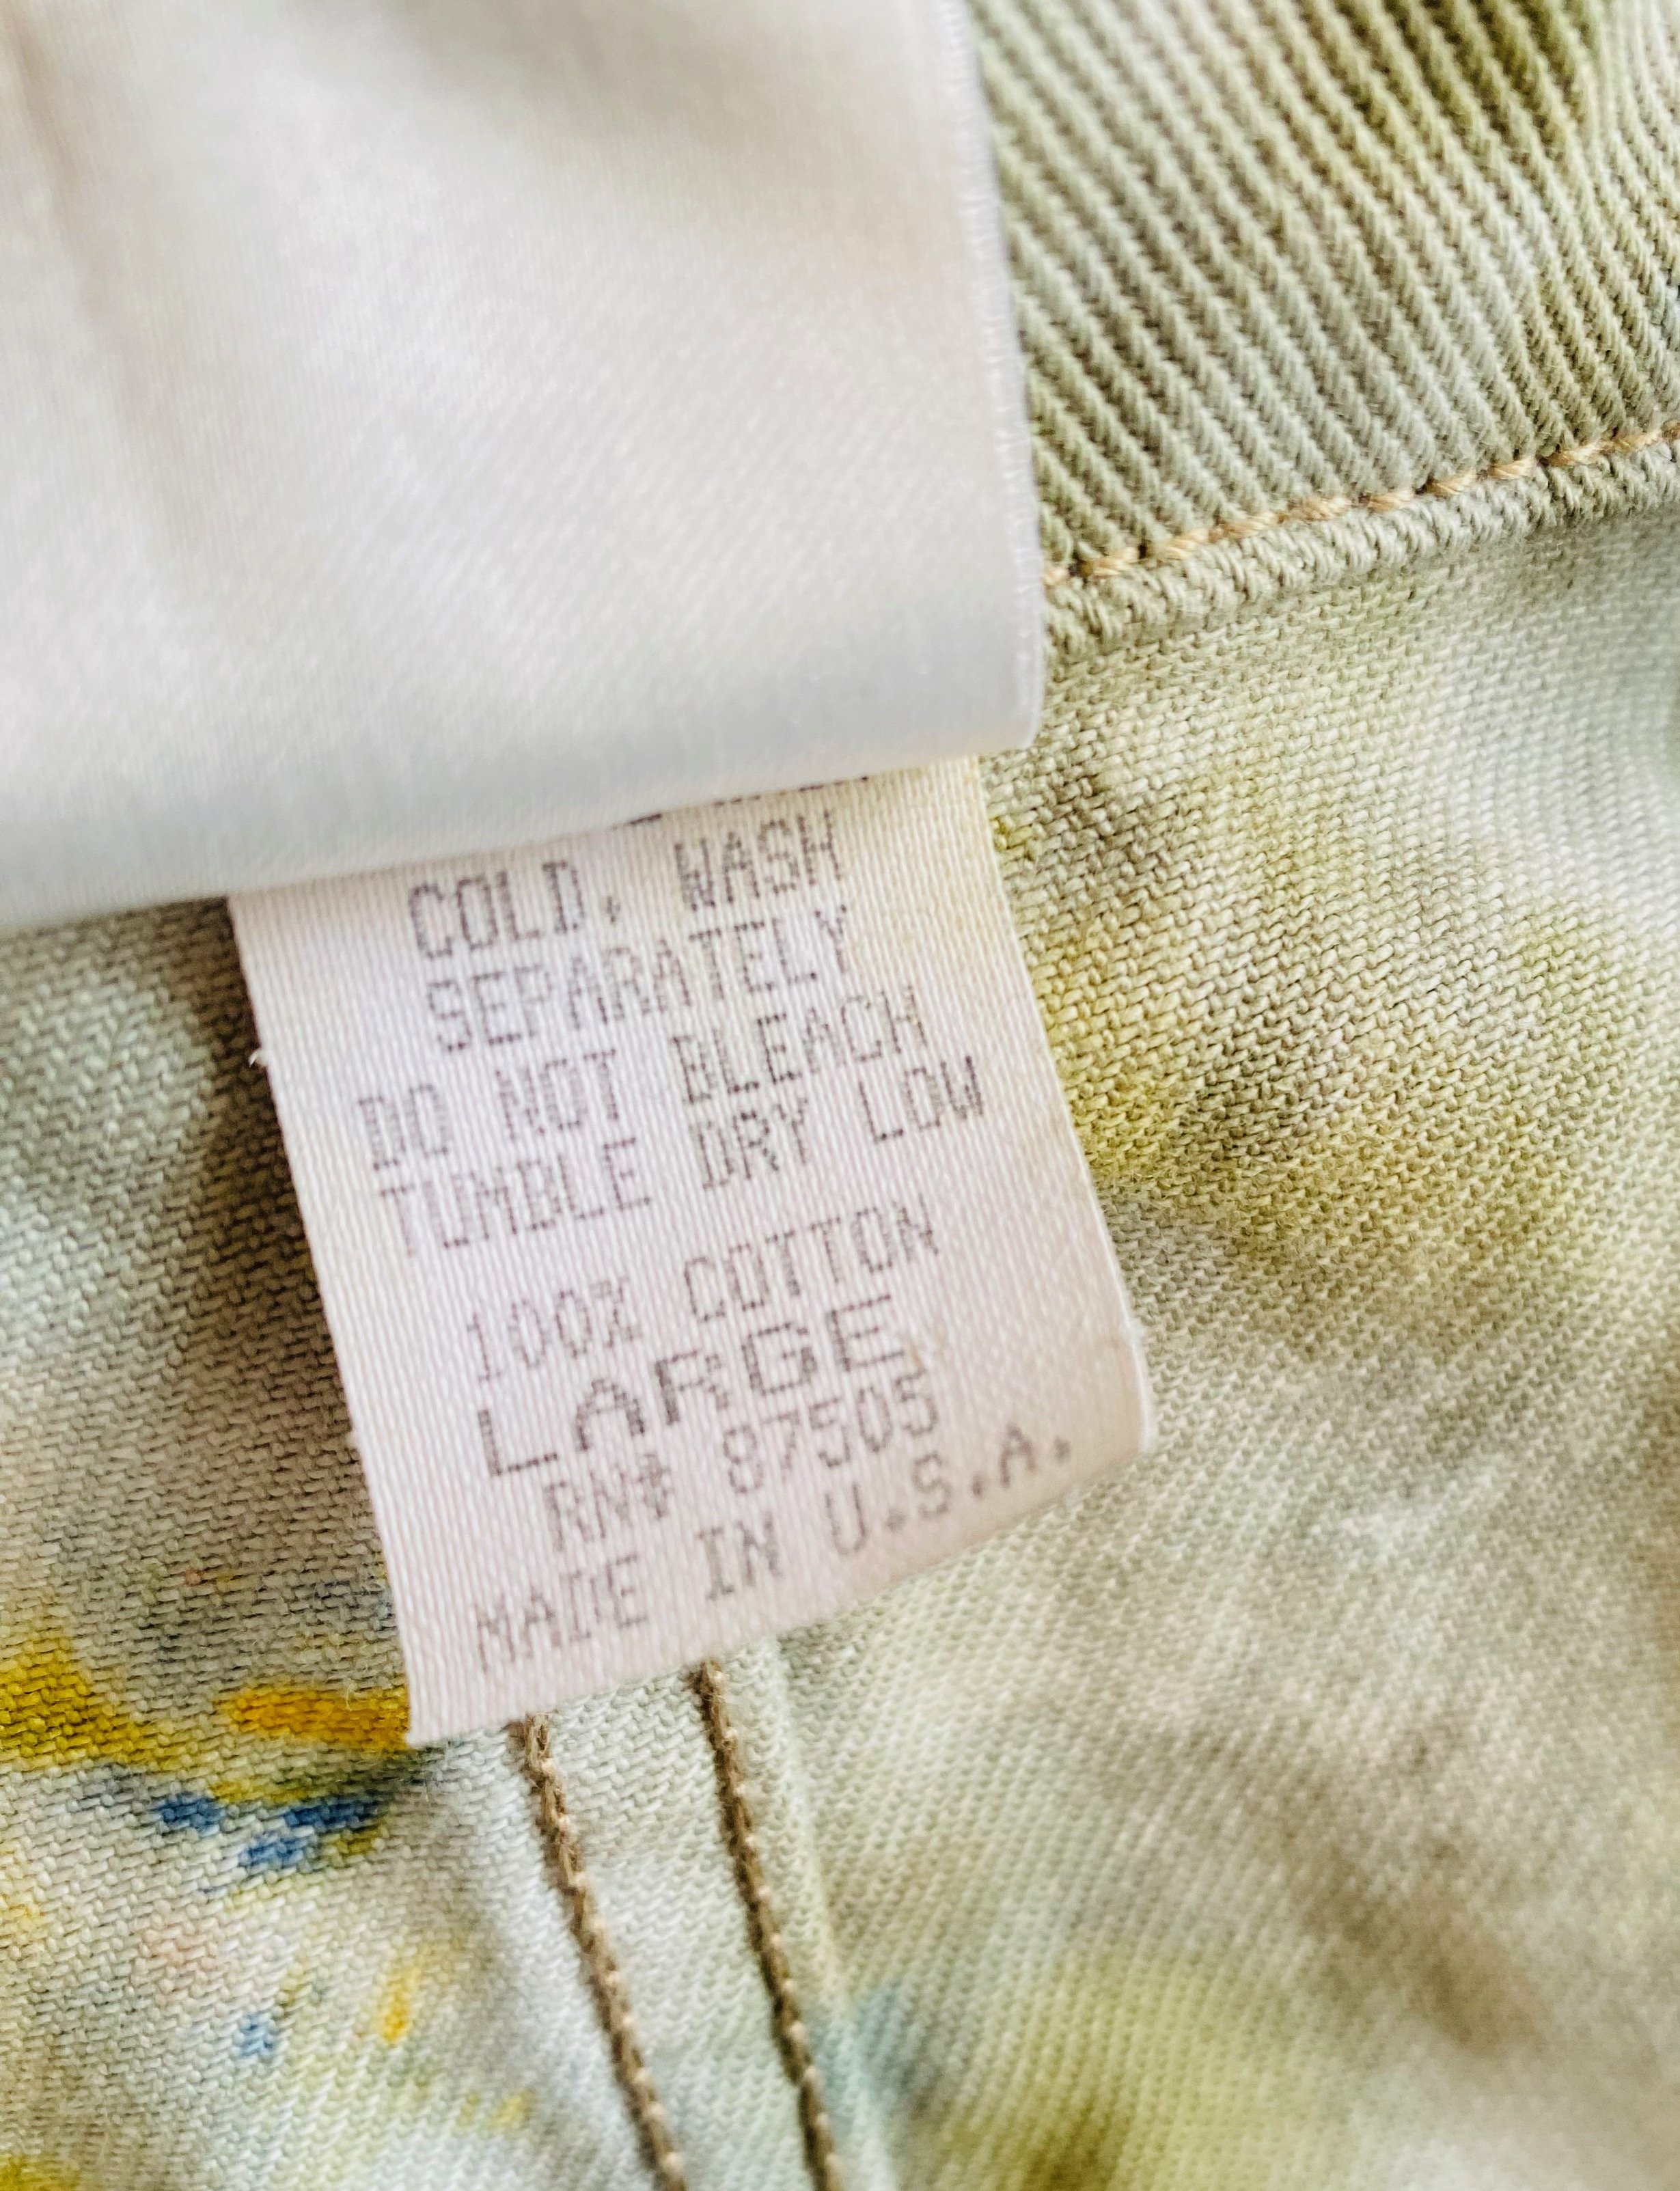 COLD, WASH
SEPARATELY
DO NOT BLEACH
TUMBLE DRY LOW
100% COTTON
LARGE
RN# 87505
MADE IN U.S.A.